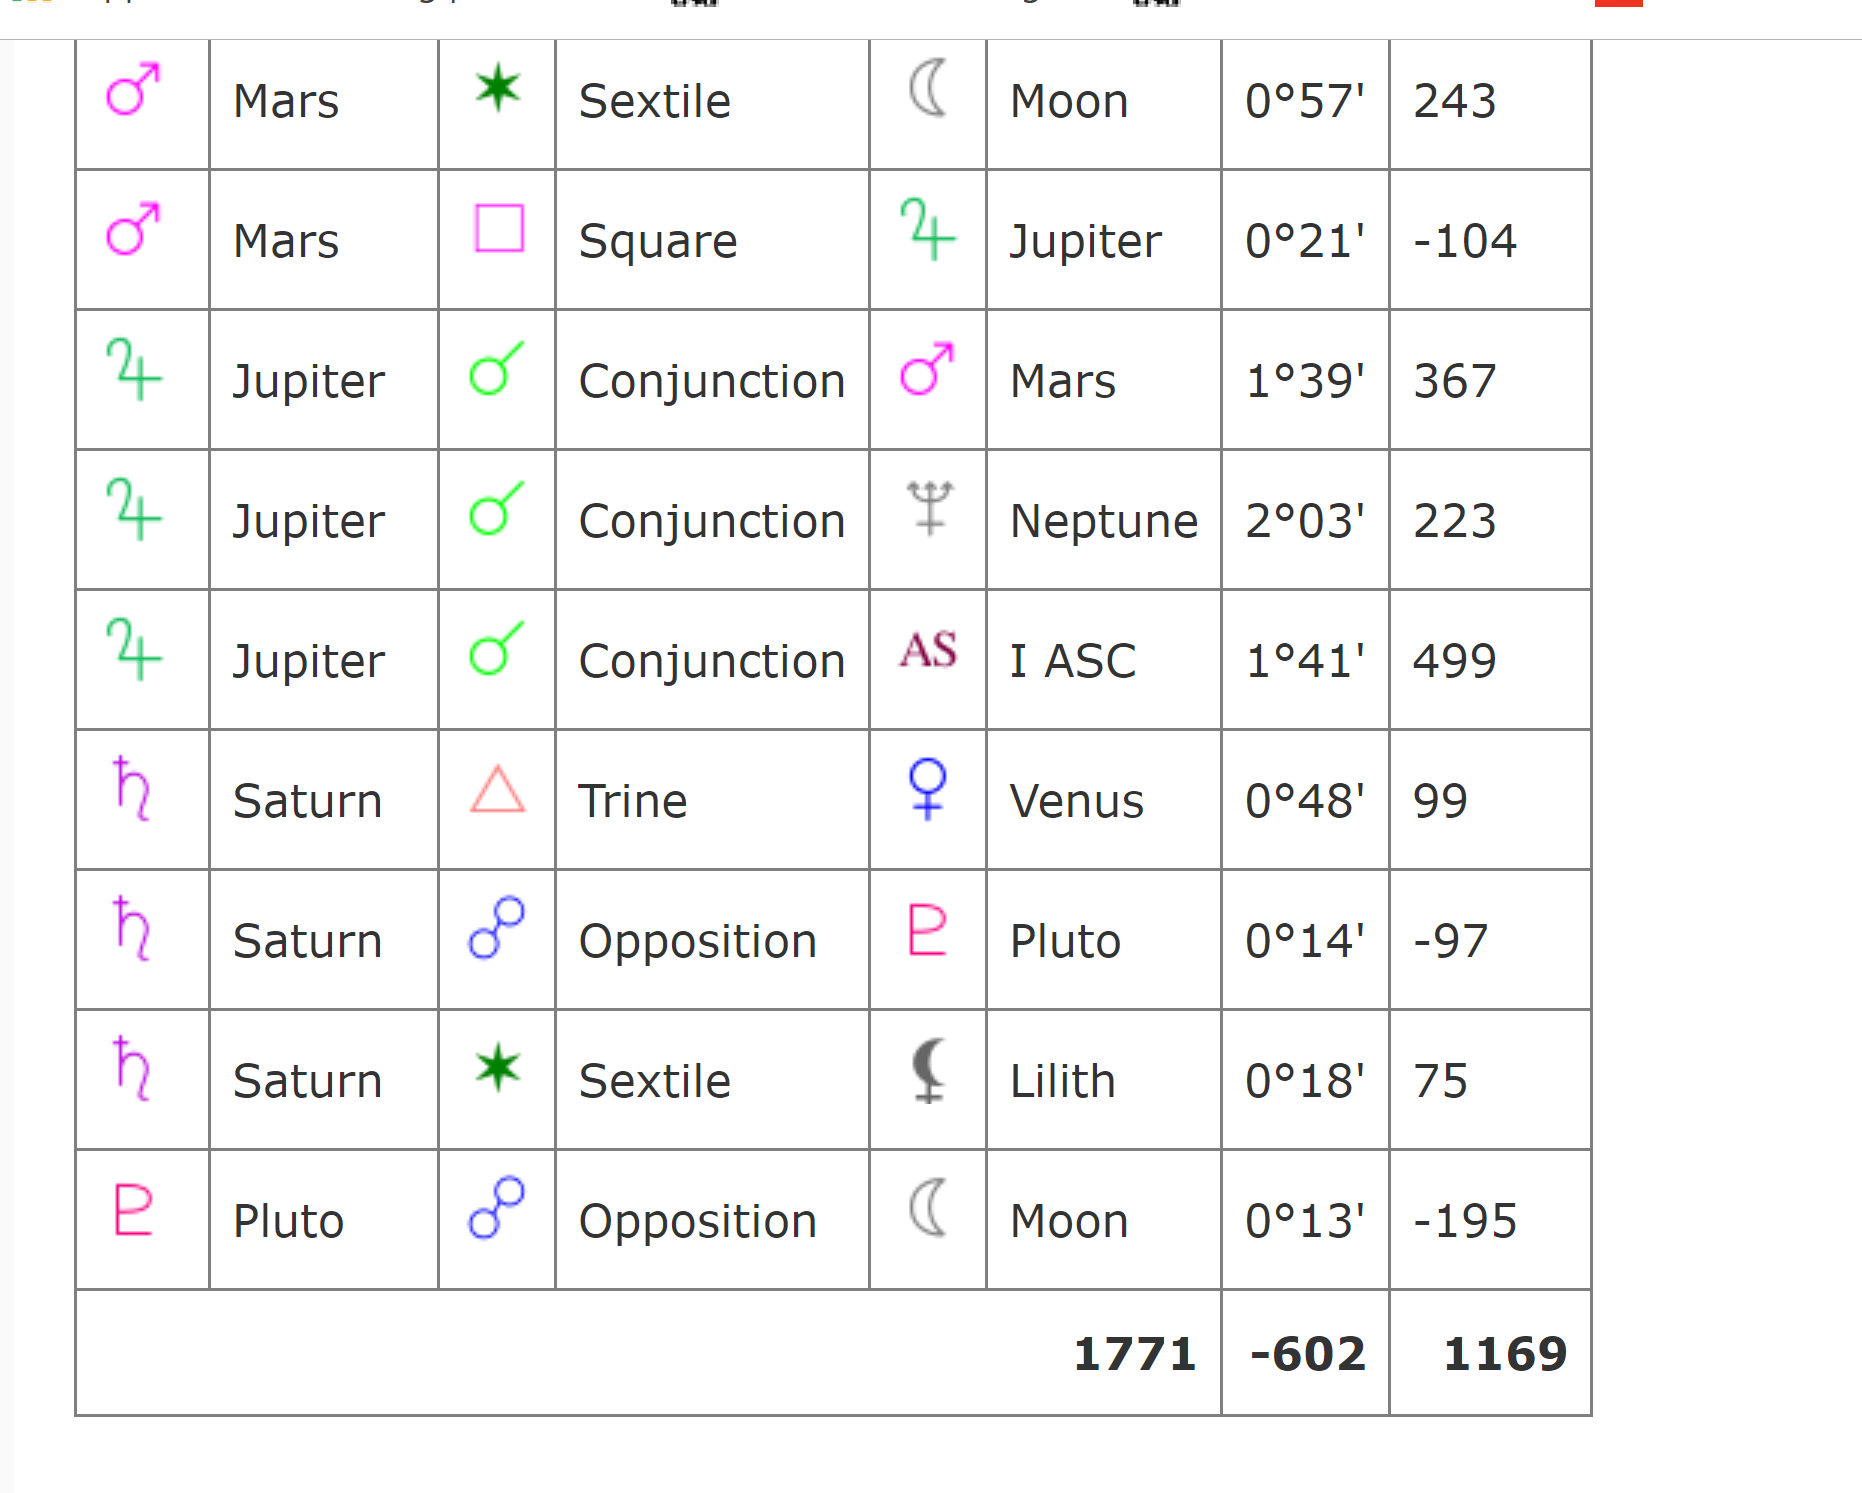 Mars Sextile Moon 0°57' 243
Mars Square Jupiter 0°21' -104
Jupiter Conjunction Mars 1°39' 367
Jupiter Conjunction Neptune 2°03' 223
Jupiter Conjunction AS I ASC 1°41' 499
Saturn Trine Venus 0°48' 99
Saturn Opposition Pluto 0°14' -97
Saturn Sextile Lilith 0°18' 75
Pluto Opposition Moon 0°13' -195
1771 -602 1169